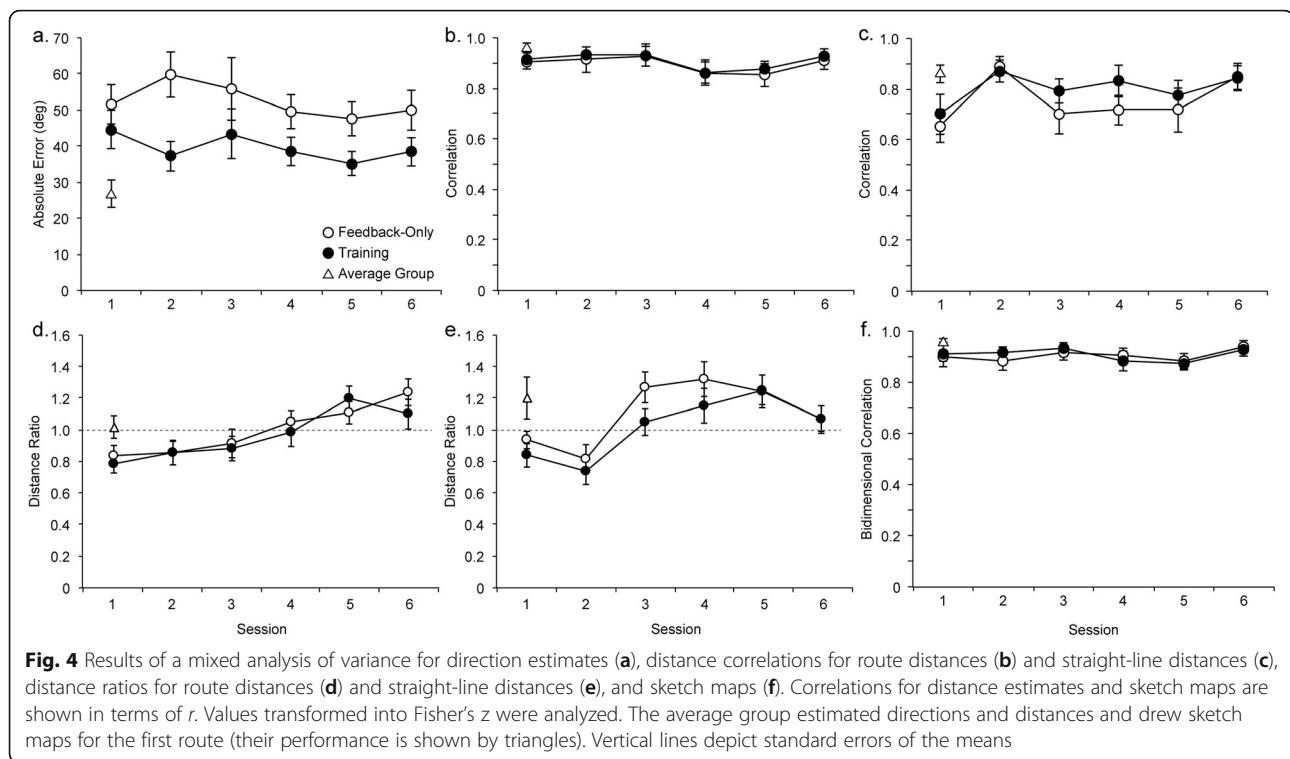 a.
70
60
50
40
30
20
10
0
Absolute Error (deg)
Feedback-Only
Training
Average Group
1 2 3 4 5 6
b.
1.0
0.8
0.6
0.4
0.2
0
Correlation
1 2 3 4 5 6
c.
1.0
0.8
0.6
0.4
0.2
0
Correlation
1 2 3 4 5 6
d.
1.6
1.4
1.2
1.0
0.8
0.6
0.4
0.2
0
Distance Ratio
1 2 3 4 5 6
Session
e.
1.6
1.4
1.2
1.0
0.8
0.6
0.4
0.2
0
Distance Ratio
1 2 3 4 5 6
Session
f.
1.0
0.8
0.6
0.4
0.2
0
Bidimensional Correlation
1 2 3 4 5 6
Session
Fig. 4 Results of a mixed analysis of variance for direction estimates (a), distance correlations for route distances (b) and straight-line distances (c),
distance ratios for route distances (d) and straight-line distances (e), and sketch maps (f). Correlations for distance estimates and sketch maps are
shown in terms of r. Values transformed into Fisher's z were analyzed. The average group estimated directions and distances and drew sketch
maps for the first route (their performance is shown by triangles). Vertical lines depict standard errors of the means